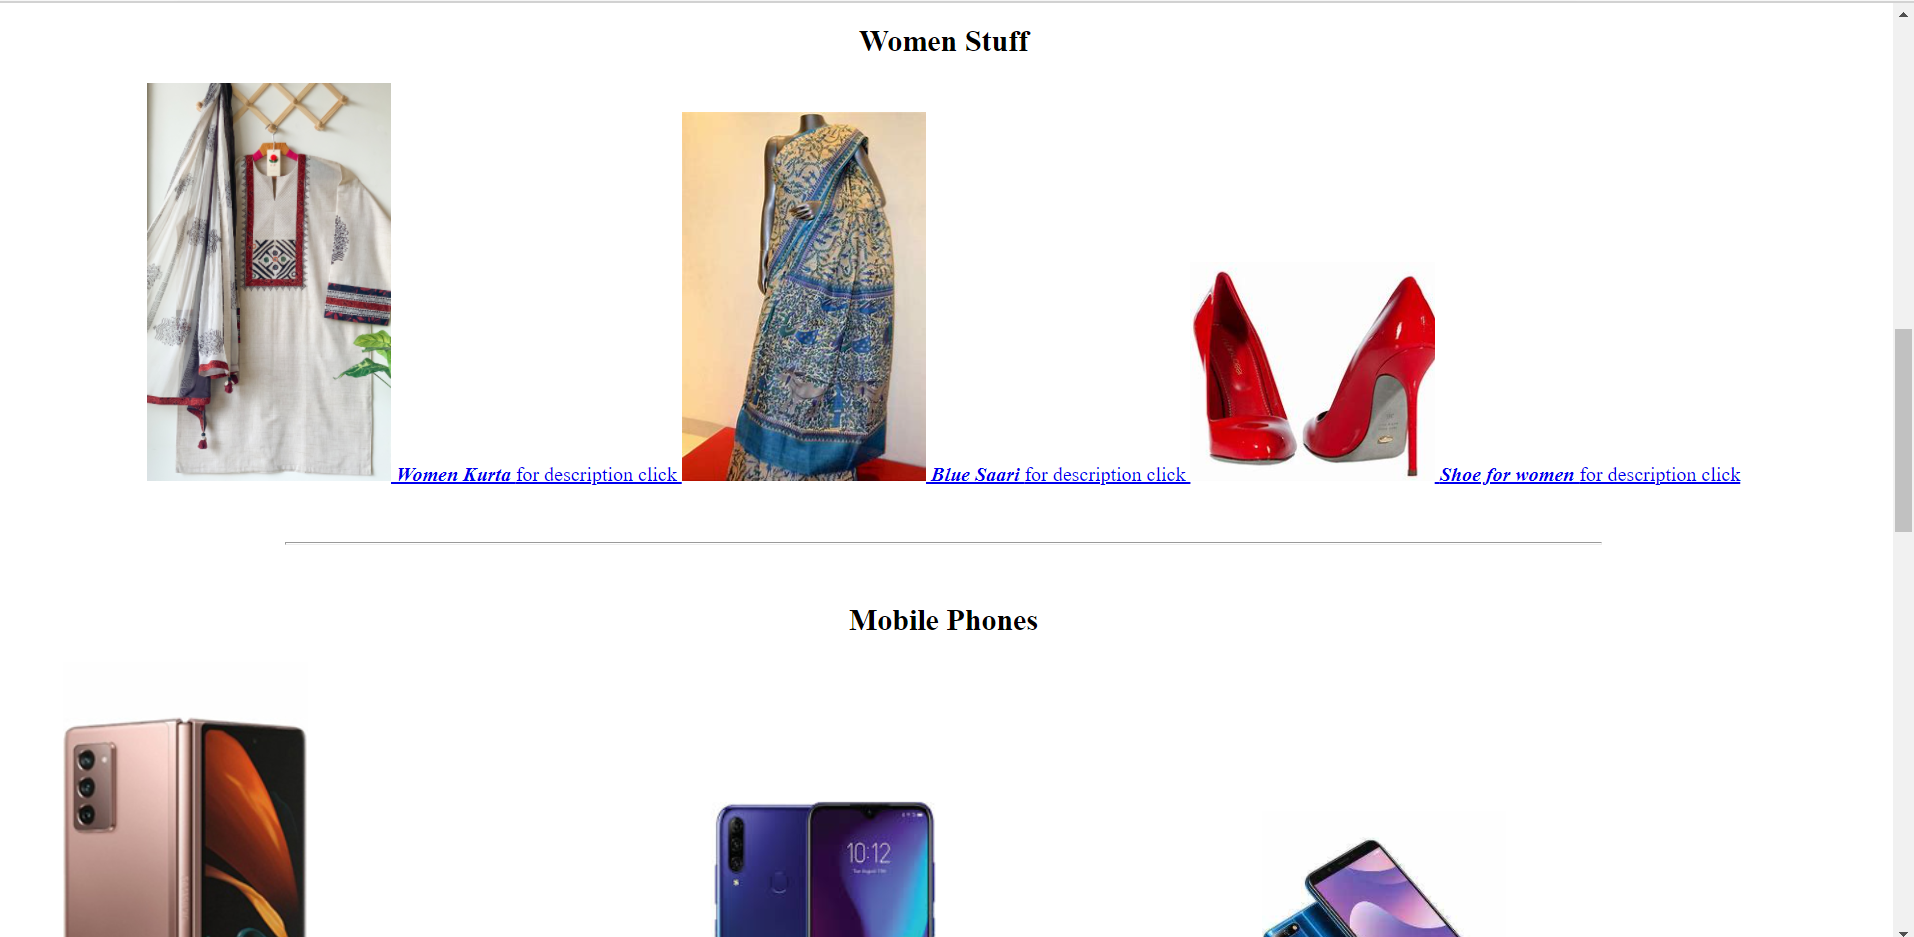 Women Stuff
Women Kurta for description click Blue Saari for description click Shoe for women for description click
Mobile Phones
10:12